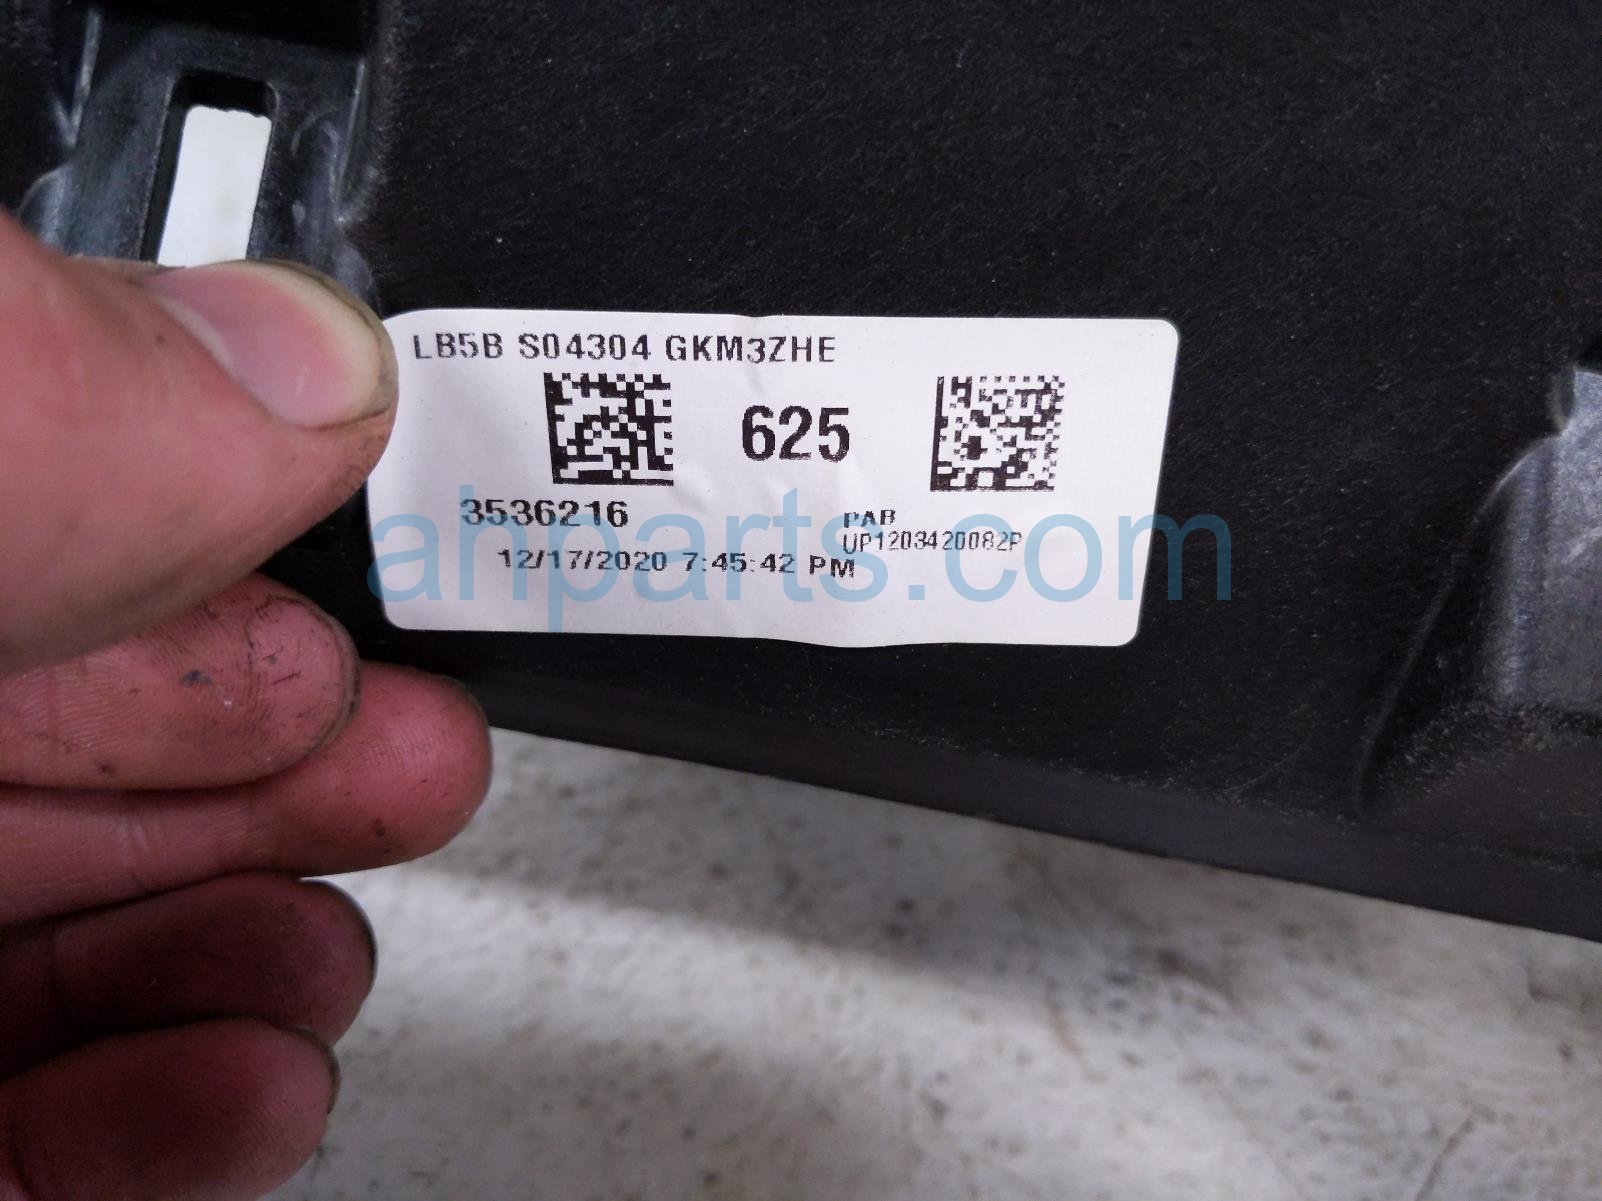 LB5B S04304 GKM3ZHE
625
3536216
PAB
UP1203420082P
12/17/2020 7:45:42 PM
ahparts.com